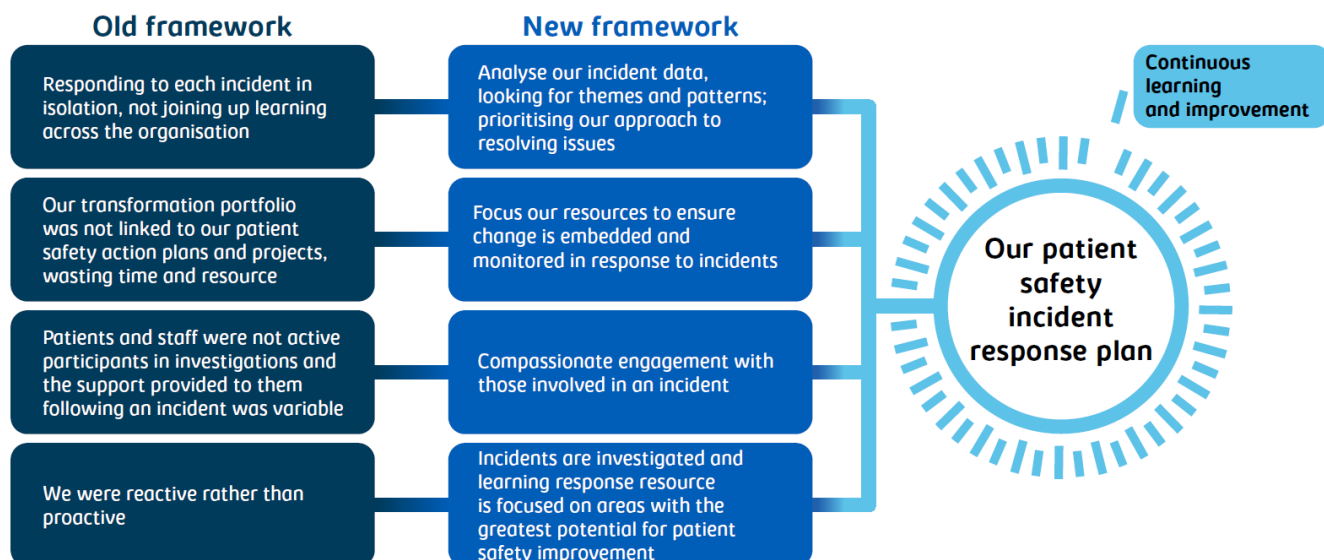 Old framework
New framework
Responding to each incident in
isolation, not joining up learning
across the organisation
Analyse our incident data,
looking for themes and patterns;
prioritising our approach to
resolving issues
Our transformation portfolio
was not linked to our patient
safety action plans and projects,
wasting time and resource
Focus our resources to ensure
change is embedded and
monitored in response to incidents
Patients and staff were not active
participants in investigations and
the support provided to them
following an incident was variable
Compassionate engagement with
those involved in an incident
We were reactive rather than
proactive
Incidents are investigated and
learning response resource
is focused on areas with the
greatest potential for patient
safety improvement
Our patient
safety
incident
response plan
Continuous
learning
and improvement